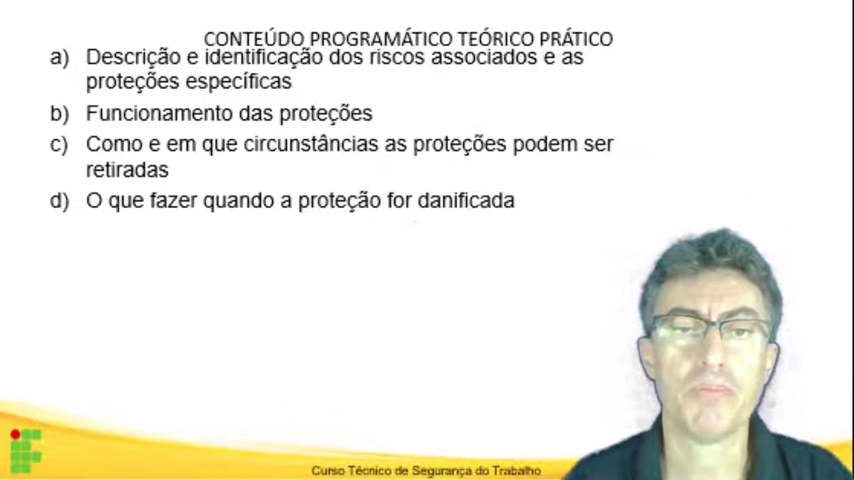 CONTEÚDO PROGRAMÁTICO TEÓRICO PRÁTICO
a) Descrição e identificação dos riscos associados e as
proteções específicas
b) Funcionamento das proteções
c) Como e em que circunstâncias as proteções podem ser
retiradas
d) O que fazer quando a proteção for danificada
Curso Técnico de Segurança do Trabalho